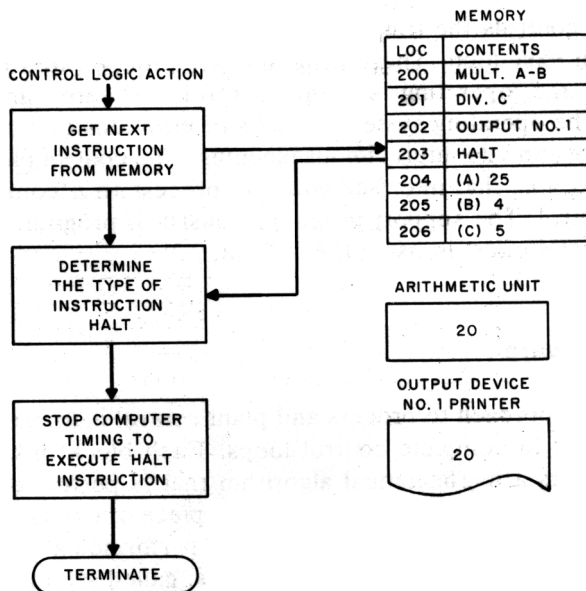 CONTROL LOGIC ACTION
GET NEXT
INSTRUCTION
FROM MEMORY
DETERMINE
THE TYPE OF
INSTRUCTION
HALT
STOP COMPUTER
TIMING TO
EXECUTE HALT
INSTRUCTION
TERMINATE
MEMORY
LOC CONTENTS
200 MULT. A-B
201 DIV. C
202 OUTPUT NO. 1
203 HALT
204 (A) 25
205 (B) 4
206 (C) 5
ARITHMETIC UNIT
20
OUTPUT DEVICE
NO. 1 PRINTER
20